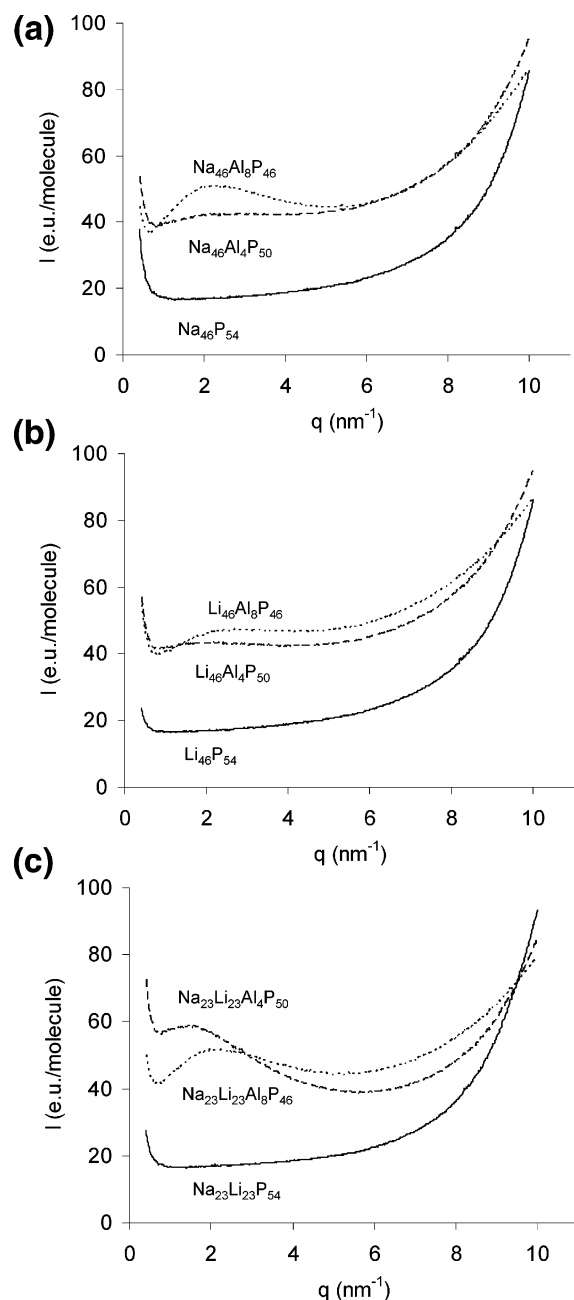 (a)
100
80
60
40
20
0
I (e.u./molecule)
Na₄₆Al₈P₄₆
Na₄₆Al₄P₅₀
Na₄₆P₅₄
0 2 4 6 8 10
q (nm⁻¹)
(b)
100
80
60
40
20
0
I (e.u./molecule)
Li₄₆Al₈P₄₆
Li₄₆Al₄P₅₀
Li₄₆P₅₄
0 2 4 6 8 10
q (nm⁻¹)
(c)
100
80
60
40
20
0
I (e.u./molecule)
Na₂₃Li₂₃Al₄P₅₀
Na₂₃Li₂₃Al₈P₄₆
Na₂₃Li₂₃P₅₄
0 2 4 6 8 10
q (nm⁻¹)